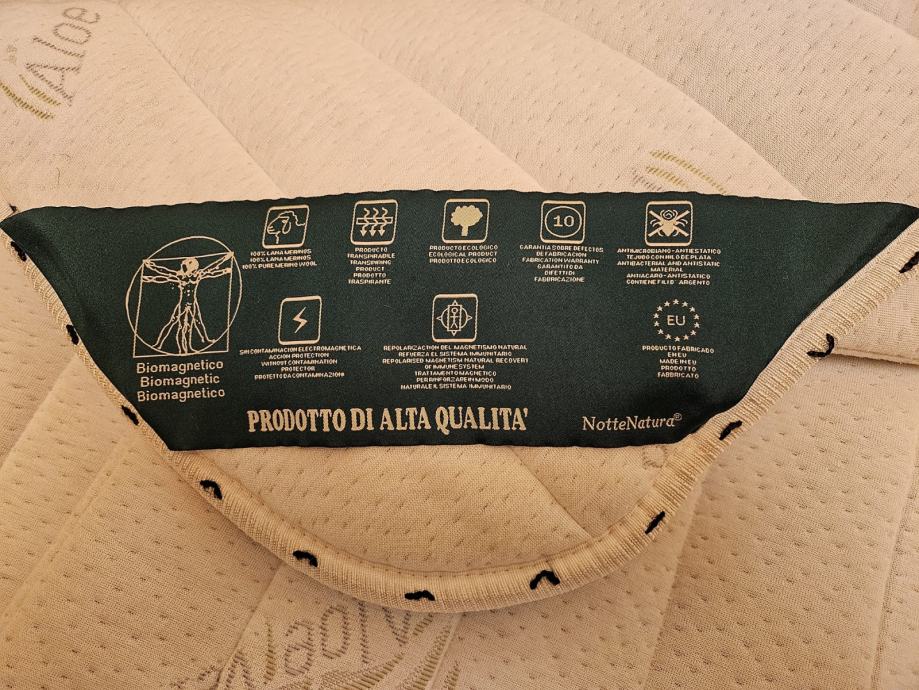 Aloe
100% LANA MERINOS
100% LANA MERINOS
100% PURE MERINO WOOL
PRODUCTO
TRANSPIRABLE
TRANSPIRING
PRODUCT
PRODOTTO
TRASPIRANTE
PRODUCTO ECOLOGICO
ECOLOGICAL PRODUCT
PRODOTTO ECOLOGICO
10
GARANTIA SOBRE DEFECTOS
DE FABRICACION
FABRICATION WARRANTY
GARANTITO DA
DIFETTI DI
FABBRICAZIONE
ANTIMICROBIANO-ANTIESTATICO
TEJIDO CON HILO DE PLATA
ANTIBACTERIAL AND ANTISTATIC
MATERIAL
ANTIACARO-ANTISTATICO
CONTIENE FILI D' ARGENTO
Biomagnetico
Biomagnetic
Biomagnetico
SIN CONTAMINACION ELECTROMAGNETICA
ACCION PROTECTION
WITHOUT CONTAMINATION
PROTECTOR
PROTETO DA CONTAMINAZIONI
REPOLARIZACION DEL MAGNETISMO NATURAL
REFUERZA EL SISTEMA IMMUNITARIO
REPOLARISED MAGNETISM NATURAL RECOVERY
OF IMMUNE SYSTEM
TRATTAMENTO MAGNETICO
PER RINFORZARE IN MODO
NATURALE IL SISTEMA IMMUNITARIO
EU
PRODUCTO FABRICADO
EN EU
MADE IN EU
PRODOTTO
FABBRICATO
PRODOTTO DI ALTA QUALITA'
NotteNatura®